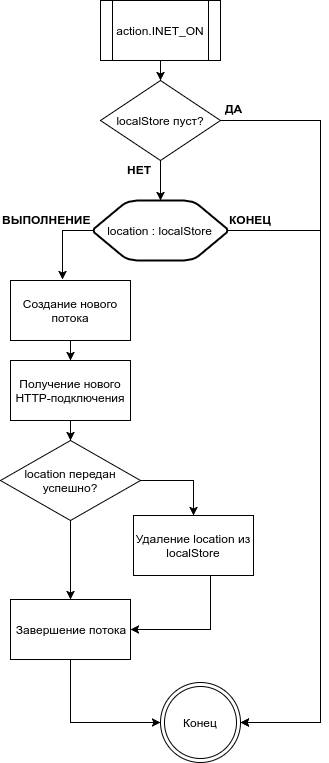 action.INET_ON
ДА
localStore пуст?
НЕТ
ВЫПОЛНЕНИЕ
КОНЕЦ
location : localStore
Создание нового
потока
Получение нового
HTTP-подключения
location передан
успешно?
Удаление location из
localStore
Завершение потока
Конец